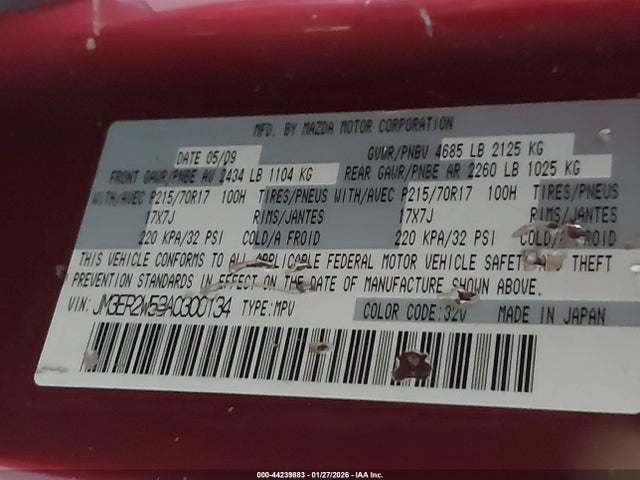 MFD. BY MAZDA MOTOR CORPORATION
DATE 05/09 GVWR/PNBV 4685 LB 2125 KG
FRONT GAWR/PNBE AV 2434 LB 1104 KG REAR GAWR/PNBE AR 2260 LB 1025 KG
WITH/AVEC P215/70R17 100H TIRES/PNEUS WITH/AVEC P215/70R17 100H TIRES/PNEUS
17X7J RIMS/JANTES 17X7J RIMS/JANTES
220 KPA/32 PSI COLD/A FROID 220 KPA/32 PSI COLD/A FROID
THIS VEHICLE CONFORMS TO ALL APPLICABLE FEDERAL MOTOR VEHICLE SAFETY THEFT
PREVENTION STANDARDS IN EFFECT ON THE DATE OF MANUFACTURE SHOWN ABOVE.
VIN: JM3ER2W53A0300134 TYPE: MPV COLOR CODE: 32V MADE IN JAPAN
000-44239883 - 01/27/2026 - IAA Inc.